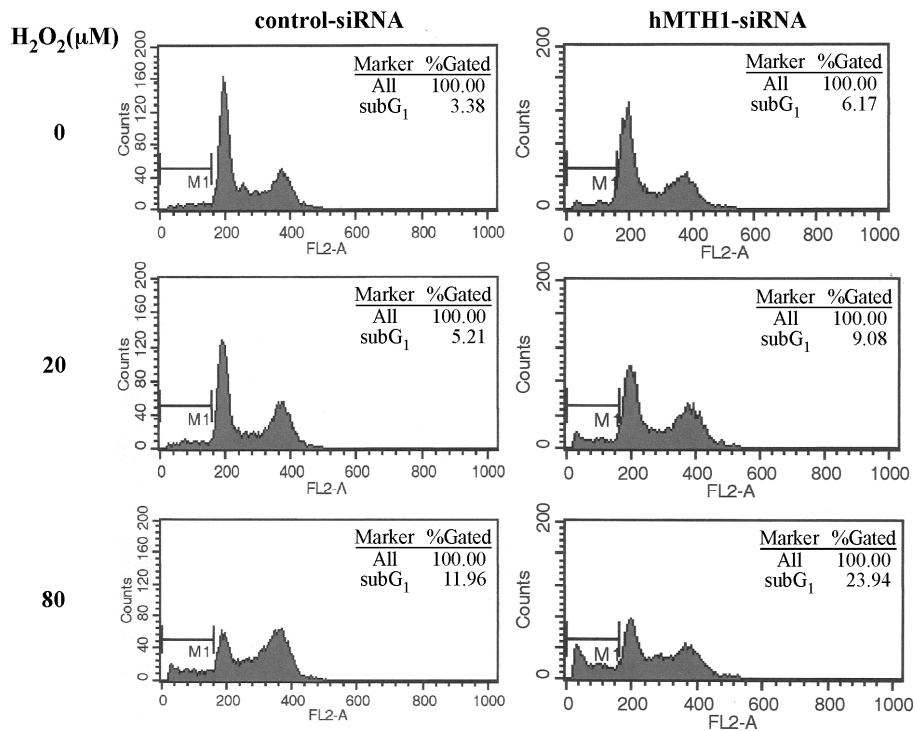 control-siRNA hMTH1-siRNA
H₂O₂(μM)
0
200
160
120
80
40
0
Counts
M1
Marker %Gated
All 100.00
subG₁ 3.38
0 200 400 600 800 1000
FL2-A
200
0
Counts
M1
Marker %Gated
All 100.00
subG₁ 6.17
0 200 400 600 800 1000
FL2-A
20
200
160
120
80
40
0
Counts
M1
Marker %Gated
All 100.00
subG₁ 5.21
0 200 400 600 800 1000
FL2-A
200
0
Counts
M1
Marker %Gated
All 100.00
subG₁ 9.08
0 200 400 600 800 1000
FL2-A
80
200
160
120
80
40
0
Counts
M1
Marker %Gated
All 100.00
subG₁ 11.96
0 200 400 600 800 1000
FL2-A
200
0
Counts
M1
Marker %Gated
All 100.00
subG₁ 23.94
0 200 400 600 800 1000
FL2-A